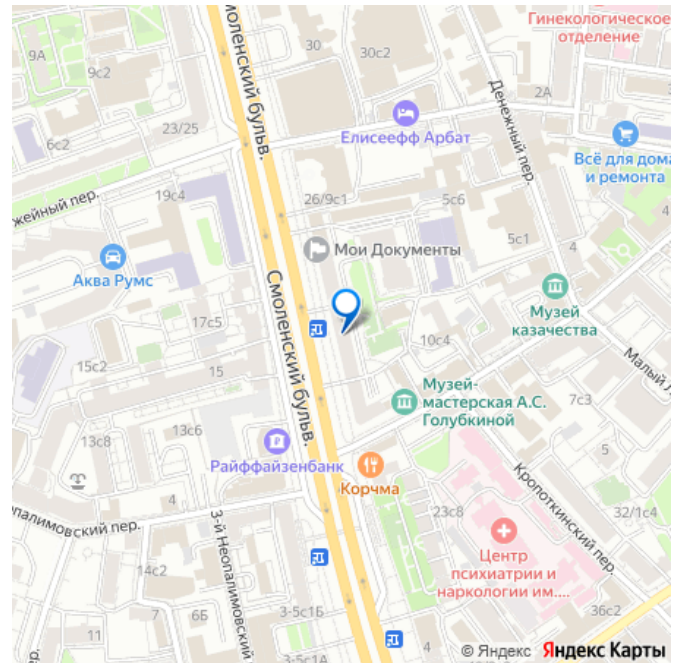 Гинекологическое
отделение
моленский бульв.
30
30с2
9А
9с2
Денежный пер.
2А
23/25
Елисеефф Арбат
6с2
Всё для дома
и ремонта
жейный пер.
19с4
26/9с1
5с6
4
5с1
Мои Документы
Аква Румс
Смоленский бульв.
Музей
казачества
17с5
10с4
15с2
15
Малый Л
Музей-
мастерская А.С.
Голубкиной
7с3
13с8
13с6
Райффайзенбанк
Корчма
Кропоткинский пер.
4
23с8
32/1с4
опалимовский пер.
3-й Неопалимовский
Центр
психиатрии и
наркологии им....
14с2
7
6Б
3-5с1Б
36с2
11
пер.
3-5с1А
4
© Яндекс Яндекс Карты